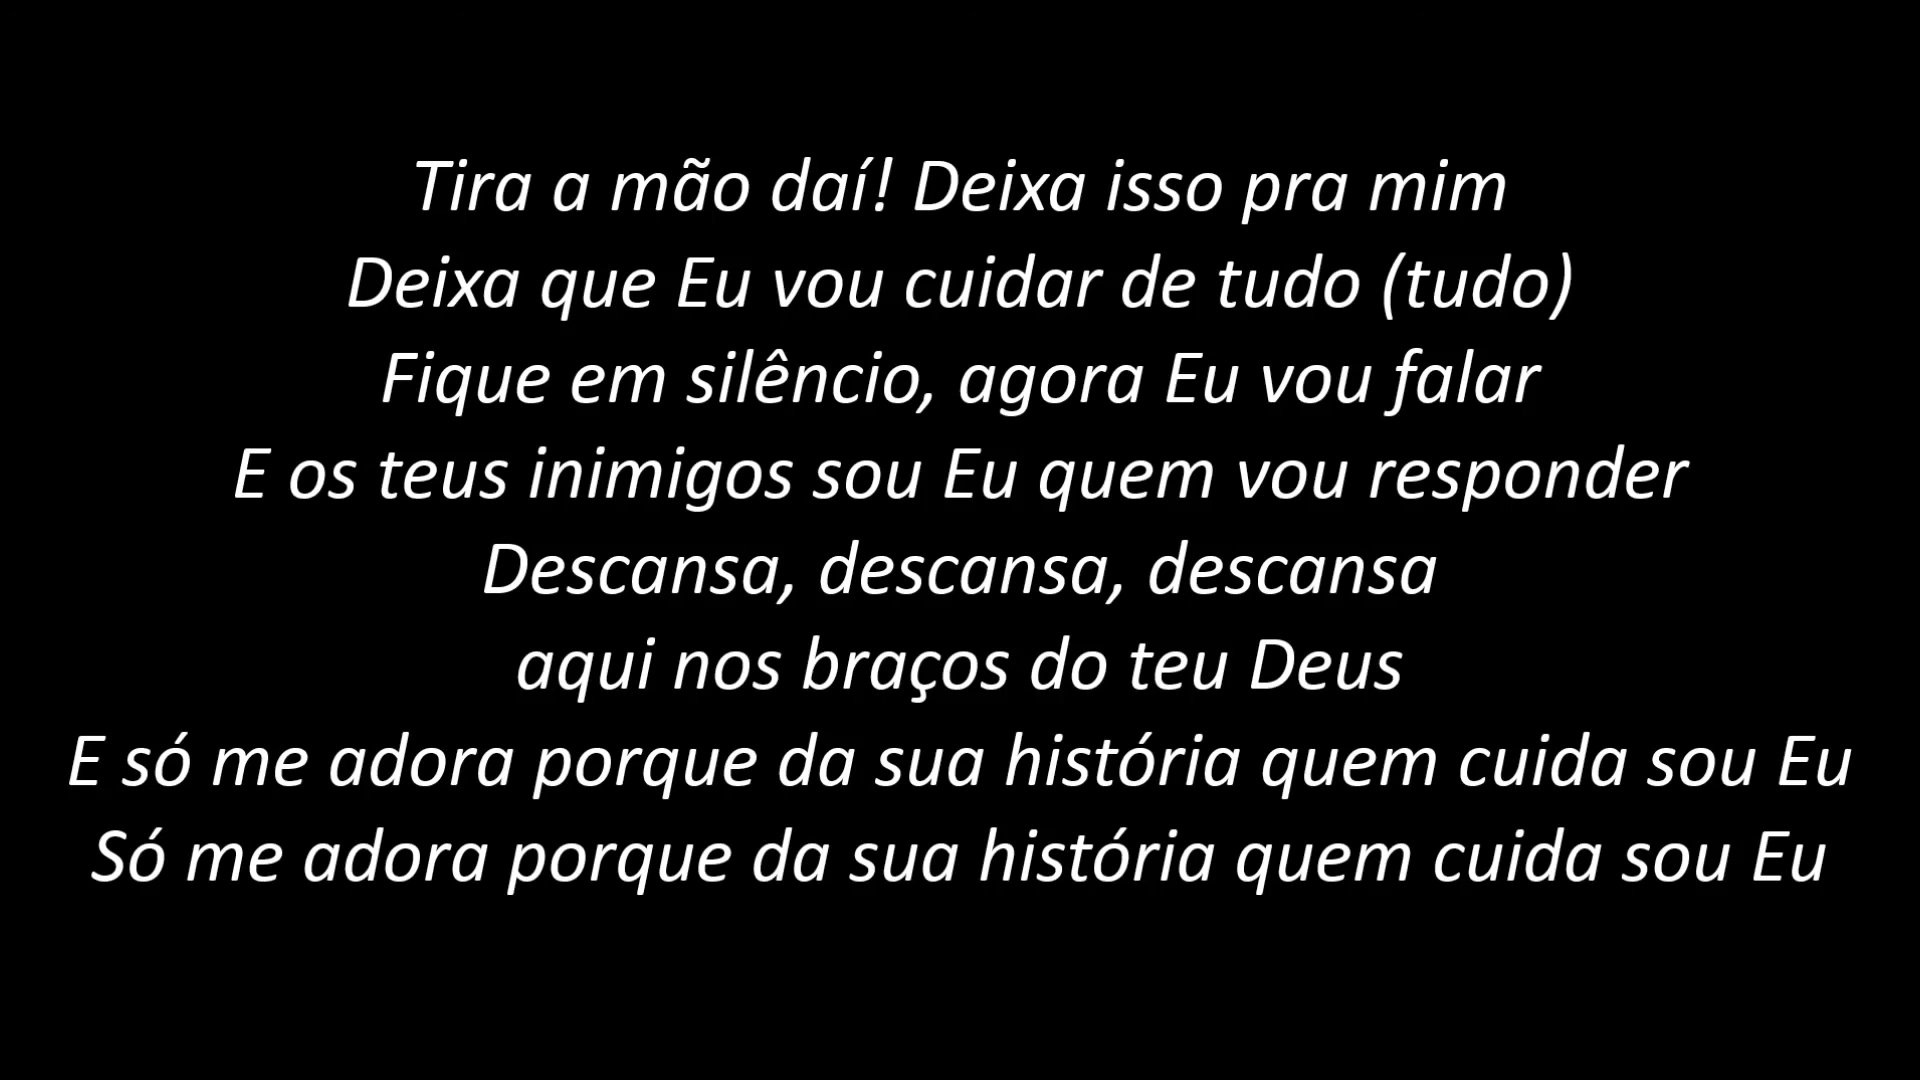 Tira a mão daí! Deixa isso pra mim
Deixa que Eu vou cuidar de tudo (tudo)
Fique em silêncio, agora Eu vou falar
E os teus inimigos sou Eu quem vou responder
Descansa, descansa, descansa
aqui nos braços do teu Deus
E só me adora porque da sua história quem cuida sou Eu
Só me adora porque da sua história quem cuida sou Eu